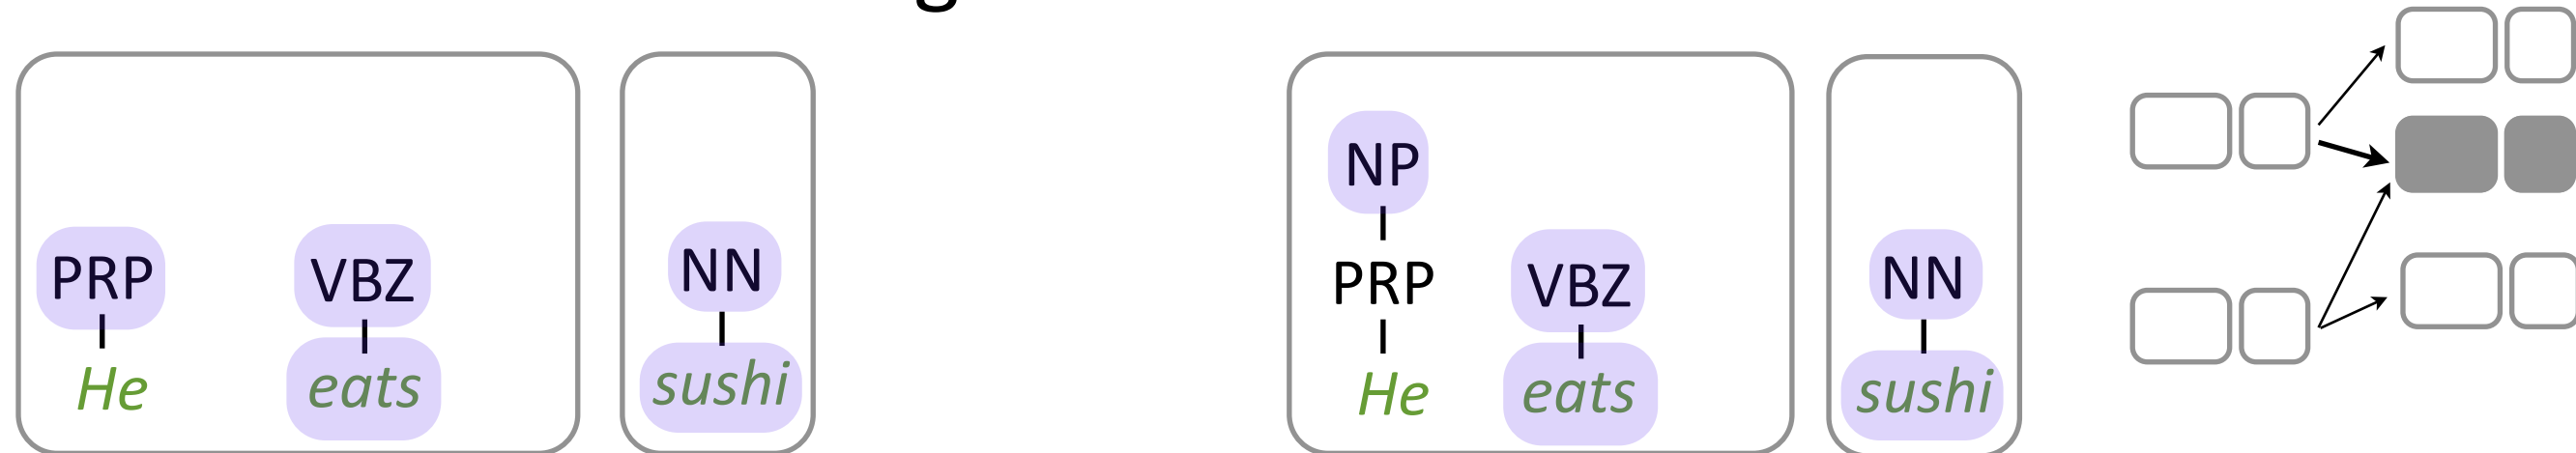 NP
PRP VBZ NN PRP VBZ NN
He eats sushi He eats sushi